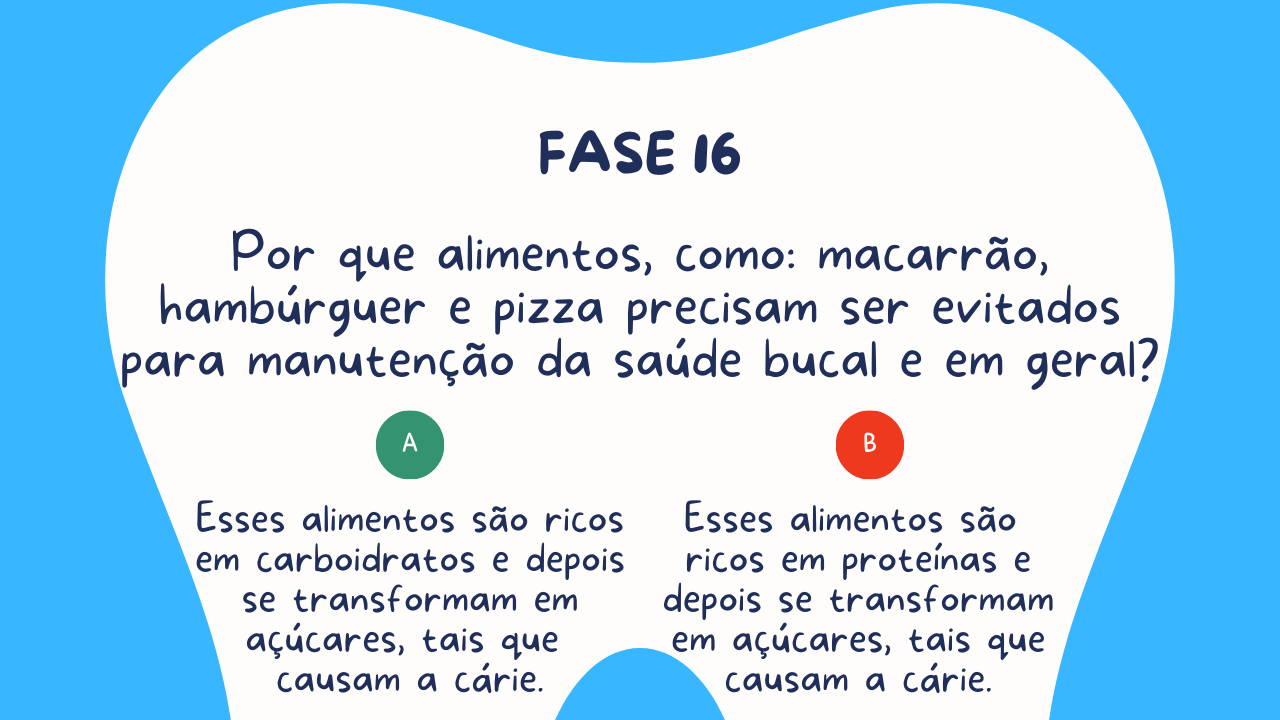 FASE 16
Por que alimentos, como: macarrão,
hambúrguer e pizza precisam ser evitados
para manutenção da saúde bucal e em geral?
A
Esses alimentos são ricos
em carboidratos e depois
se transformam em
açúcares, tais que
causam a cárie.
B
Esses alimentos são
ricos em proteínas e
depois se transformam
em açúcares, tais que
causam a cárie.